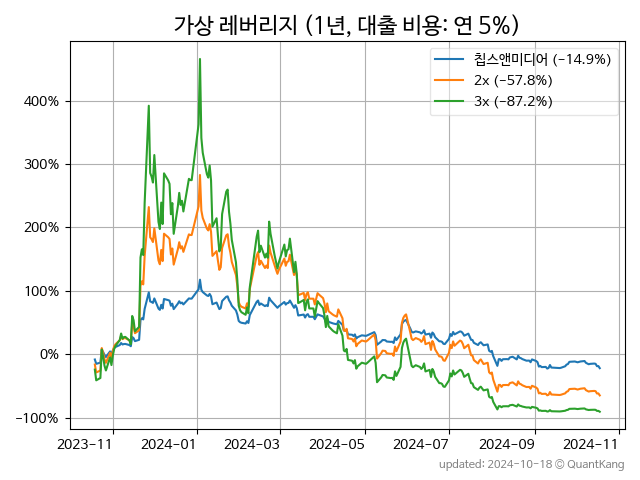 가상 레버리지 (1년, 대출 비용: 연 5%)
칩스앤미디어 (−14.9%)
2x (−57.8%)
3x (−87.2%)
400%
300%
200%
100%
0%
−100%
2023-11 2024-01 2024-03 2024-05 2024-07 2024-09 2024-11
updated: 2024-10-18 © QuantKang